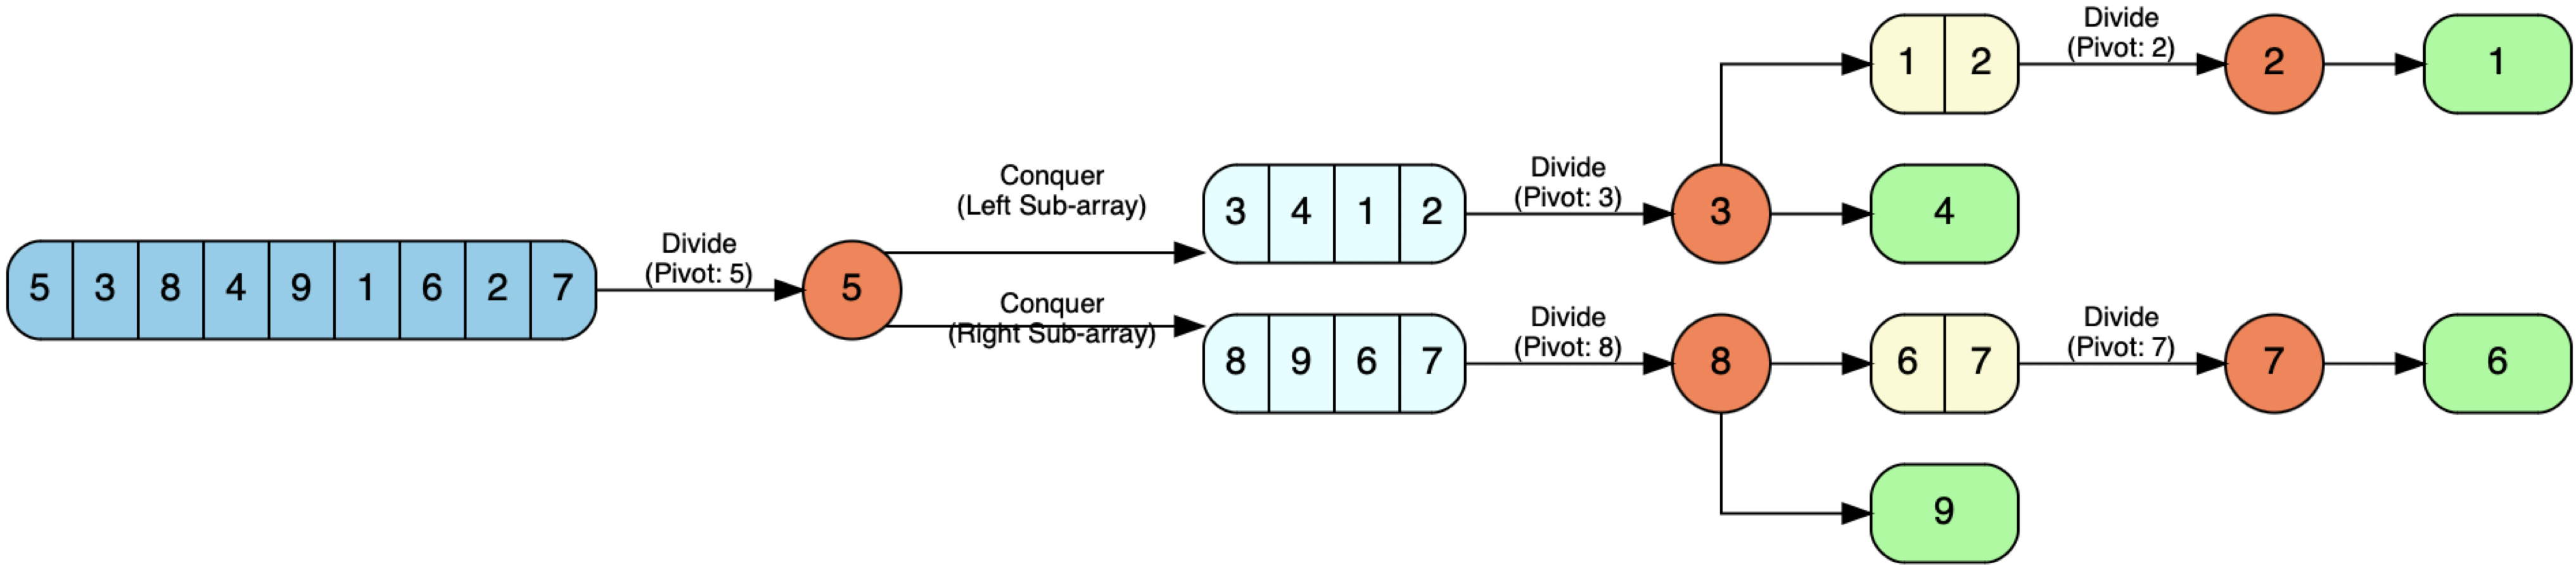 5 3 8 4 9 1 6 2 7
Divide
(Pivot: 5)
5
Conquer
(Left Sub-array)
3 4 1 2
Divide
(Pivot: 3)
3
1 2
Divide
(Pivot: 2)
2
1
4
Conquer
(Right Sub-array)
8 9 6 7
Divide
(Pivot: 8)
8
6 7
Divide
(Pivot: 7)
7
6
9